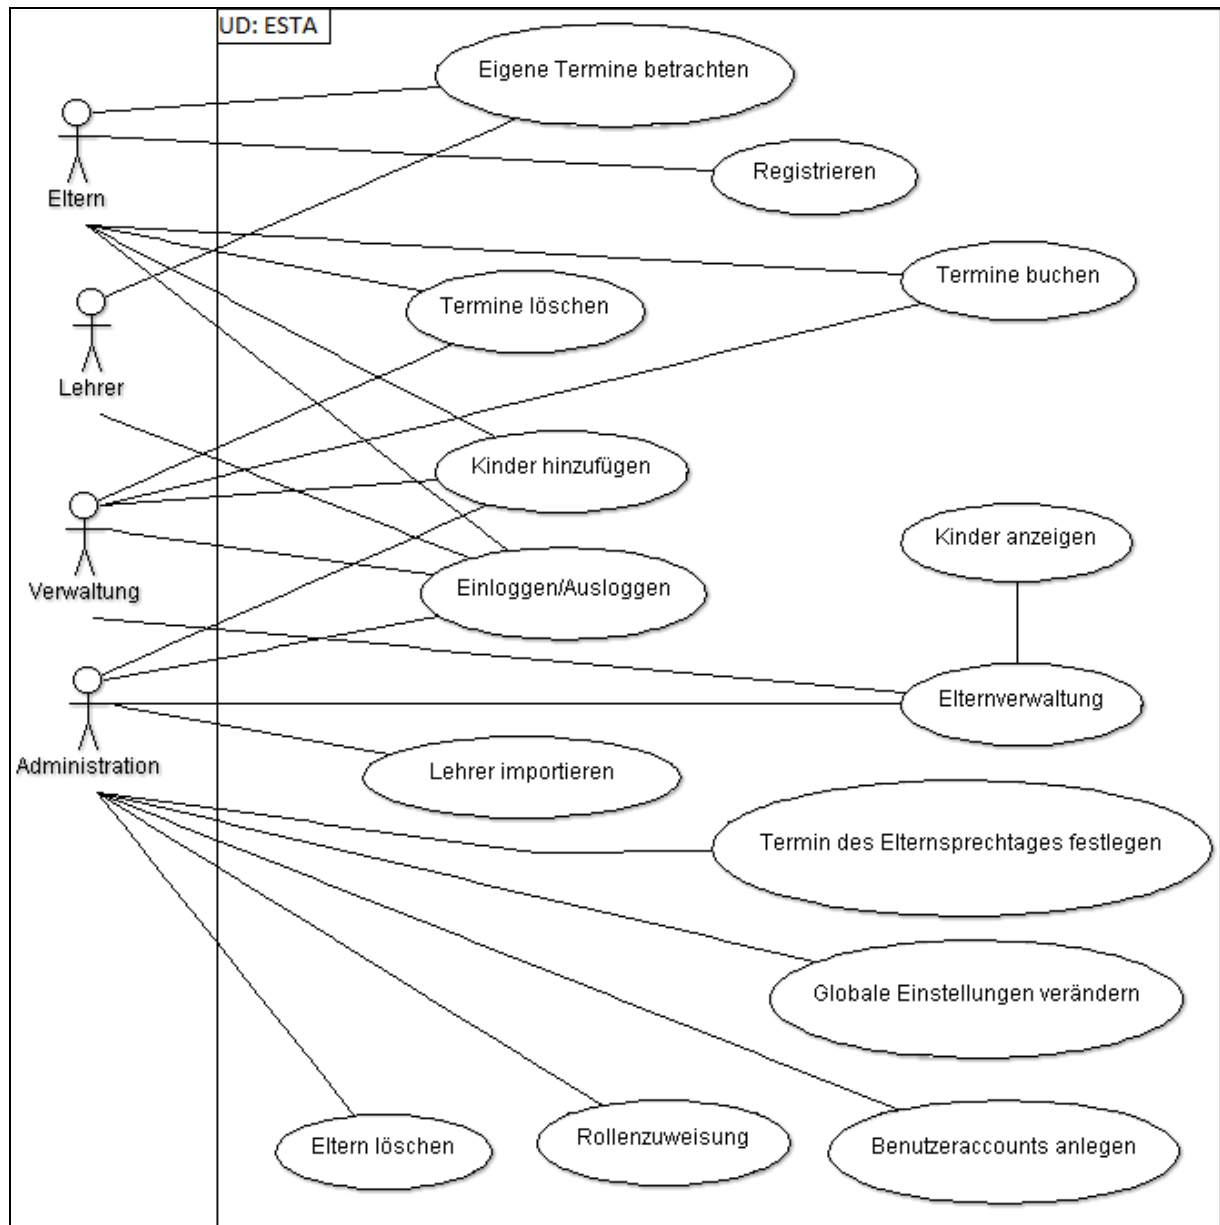 UD: ESTA
Eigene Termine betrachten
Registrieren
Eltern
Termine buchen
Termine löschen
Lehrer
Kinder hinzufügen
Kinder anzeigen
Verwaltung
Einloggen/Ausloggen
Elternverwaltung
Administration
Lehrer importieren
Termin des Elternsprechtages festlegen
Globale Einstellungen verändern
Eltern löschen
Rollenzuweisung
Benutzeraccounts anlegen